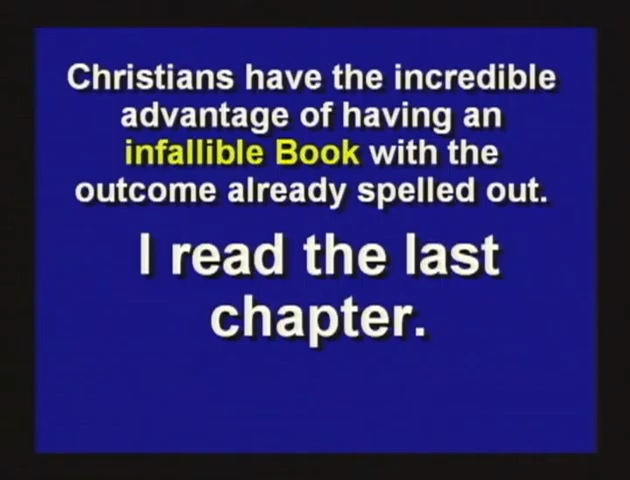 Christians have the incredible
advantage of having an
infallible Book with the
outcome already spelled out.
I read the last
chapter.